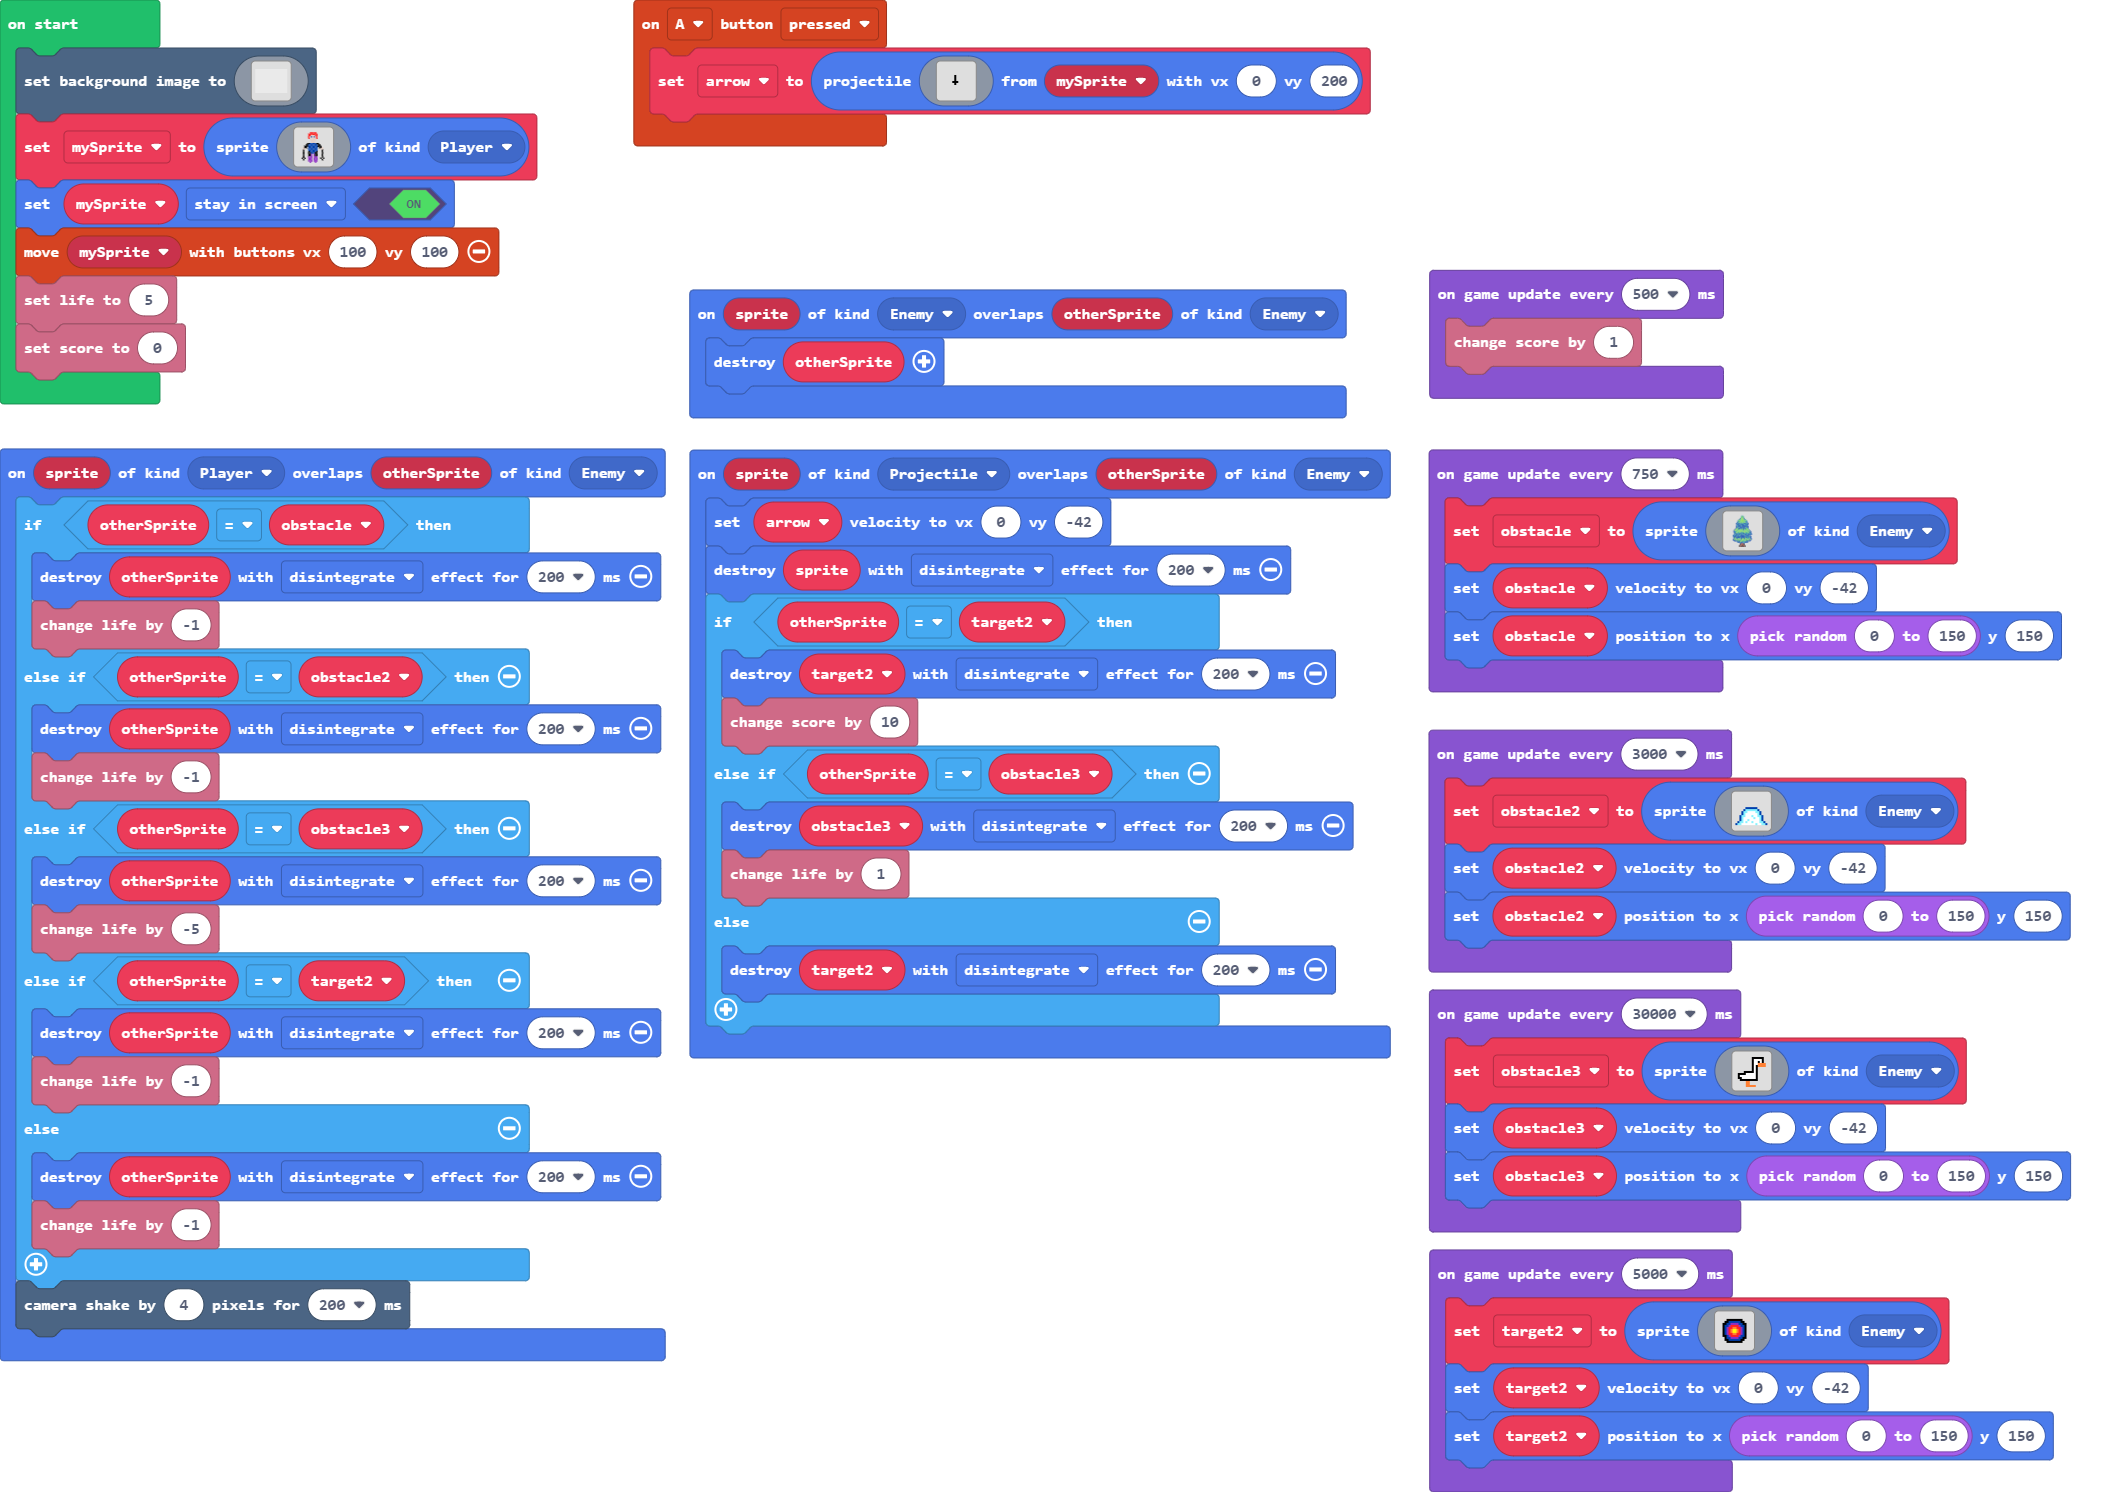 on start
set background image to
set mySprite to sprite of kind Player
set mySprite stay in screen ON
move mySprite with buttons vx 100 vy 100
set life to 5
set score to 0
on A button pressed
set arrow to projectile from mySprite with vx 0 vy 200
on sprite of kind Enemy overlaps otherSprite of kind Enemy
destroy otherSprite
on game update every 500 ms
change score by 1
on sprite of kind Player overlaps otherSprite of kind Enemy
if otherSprite = obstacle then
destroy otherSprite with disintegrate effect for 200 ms
change life by -1
else if otherSprite = obstacle2 then
destroy otherSprite with disintegrate effect for 200 ms
change life by -1
else if otherSprite = obstacle3 then
destroy otherSprite with disintegrate effect for 200 ms
change life by -5
else if otherSprite = target2 then
destroy otherSprite with disintegrate effect for 200 ms
change life by -1
else
destroy otherSprite with disintegrate effect for 200 ms
change life by -1
camera shake by 4 pixels for 200 ms
on sprite of kind Projectile overlaps otherSprite of kind Enemy
set arrow velocity to vx 0 vy -42
destroy sprite with disintegrate effect for 200 ms
if otherSprite = target2 then
destroy target2 with disintegrate effect for 200 ms
change score by 10
else if otherSprite = obstacle3 then
destroy obstacle3 with disintegrate effect for 200 ms
change life by 1
else
destroy target2 with disintegrate effect for 200 ms
on game update every 750 ms
set obstacle to sprite of kind Enemy
set obstacle velocity to vx 0 vy -42
set obstacle position to x pick random 0 to 150 y 150
on game update every 3000 ms
set obstacle2 to sprite of kind Enemy
set obstacle2 velocity to vx 0 vy -42
set obstacle2 position to x pick random 0 to 150 y 150
on game update every 30000 ms
set obstacle3 to sprite of kind Enemy
set obstacle3 velocity to vx 0 vy -42
set obstacle3 position to x pick random 0 to 150 y 150
on game update every 5000 ms
set target2 to sprite of kind Enemy
set target2 velocity to vx 0 vy -42
set target2 position to x pick random 0 to 150 y 150